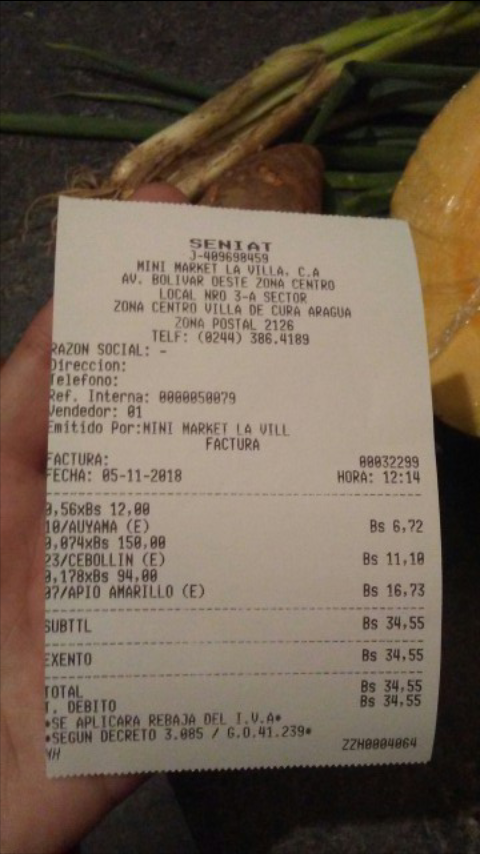 SENIAT
J-409690459
MINI MARKET LA VILLA. C.A
AV. BOLIVAR OESTE ZONA CENTRO
LOCAL NRO 3-A SECTOR
ZONA CENTRO VILLA DE CURA ARAGUA
ZONA POSTAL 2126
TELF: (0244) 386.4189
RAZON SOCIAL: -
Direccion:
Telefono:
Ref. Interna: 0000050079
Vendedor: 01
Emitido Por:MINI MARKET LA VILL
FACTURA
FACTURA: 00032299
FECHA: 05-11-2018 HORA: 12:14
0,56xBs 12,00
10/AUYAMA (E) Bs 6,72
0,074xBs 150,00
23/CEBOLLIN (E) Bs 11,10
0,178xBs 94,00
07/APIO AMARILLO (E) Bs 16,73
SUBTTL Bs 34,55
EXENTO Bs 34,55
TOTAL Bs 34,55
T. DEBITO Bs 34,55
*SE APLICARA REBAJA DEL I.V.A*
*SEGUN DECRETO 3.085 / G.O.41.239*
MH ZZH0004064